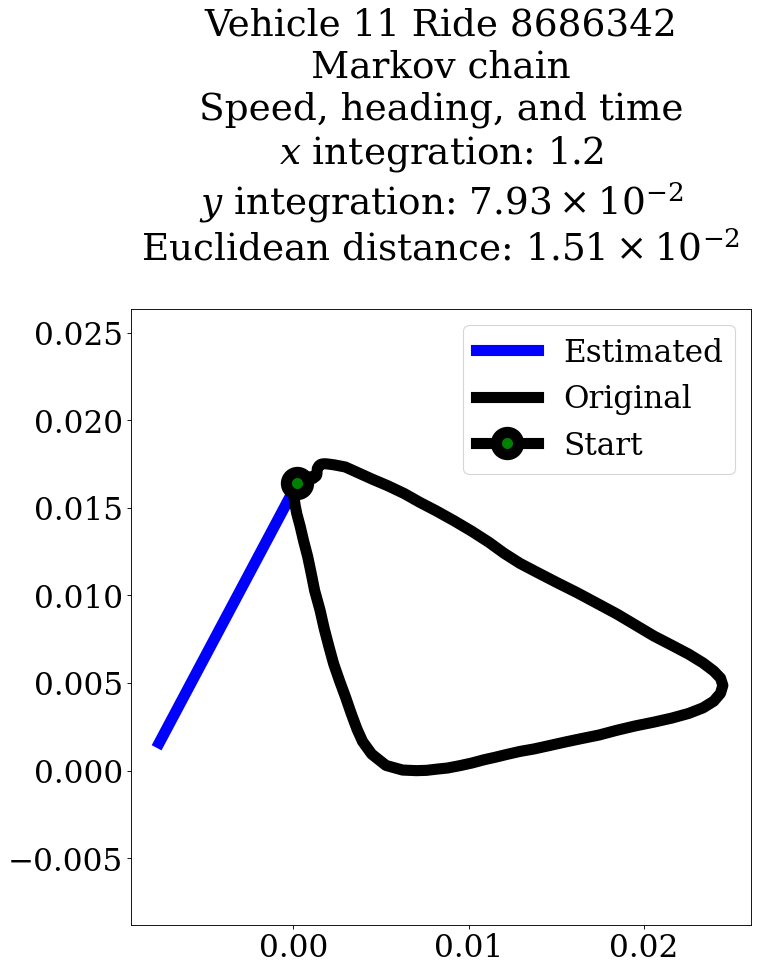 Vehicle 11 Ride 8686342
Markov chain
Speed, heading, and time
x integration: 1.2
y integration: 7.93 × 10⁻²
Euclidean distance: 1.51 × 10⁻²
Estimated
Original
Start
0.025
0.020
0.015
0.010
0.005
0.000
−0.005
0.00 0.01 0.02